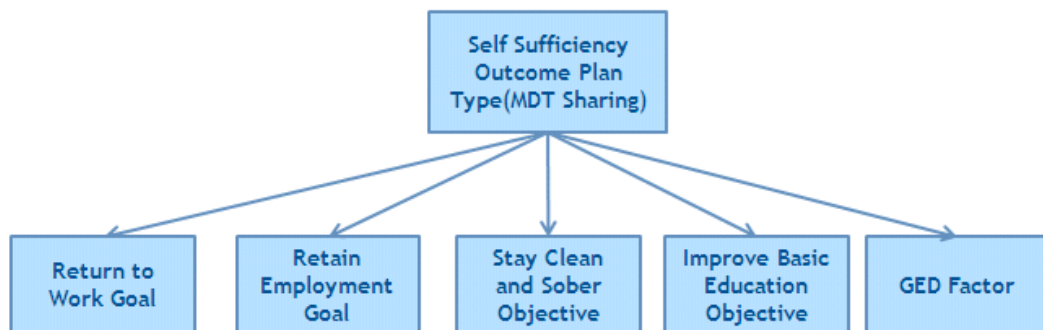 Self Sufficiency
Outcome Plan
Type(MDT Sharing)
Return to
Work Goal
Retain
Employment
Goal
Stay Clean
and Sober
Objective
Improve Basic
Education
Objective
GED Factor